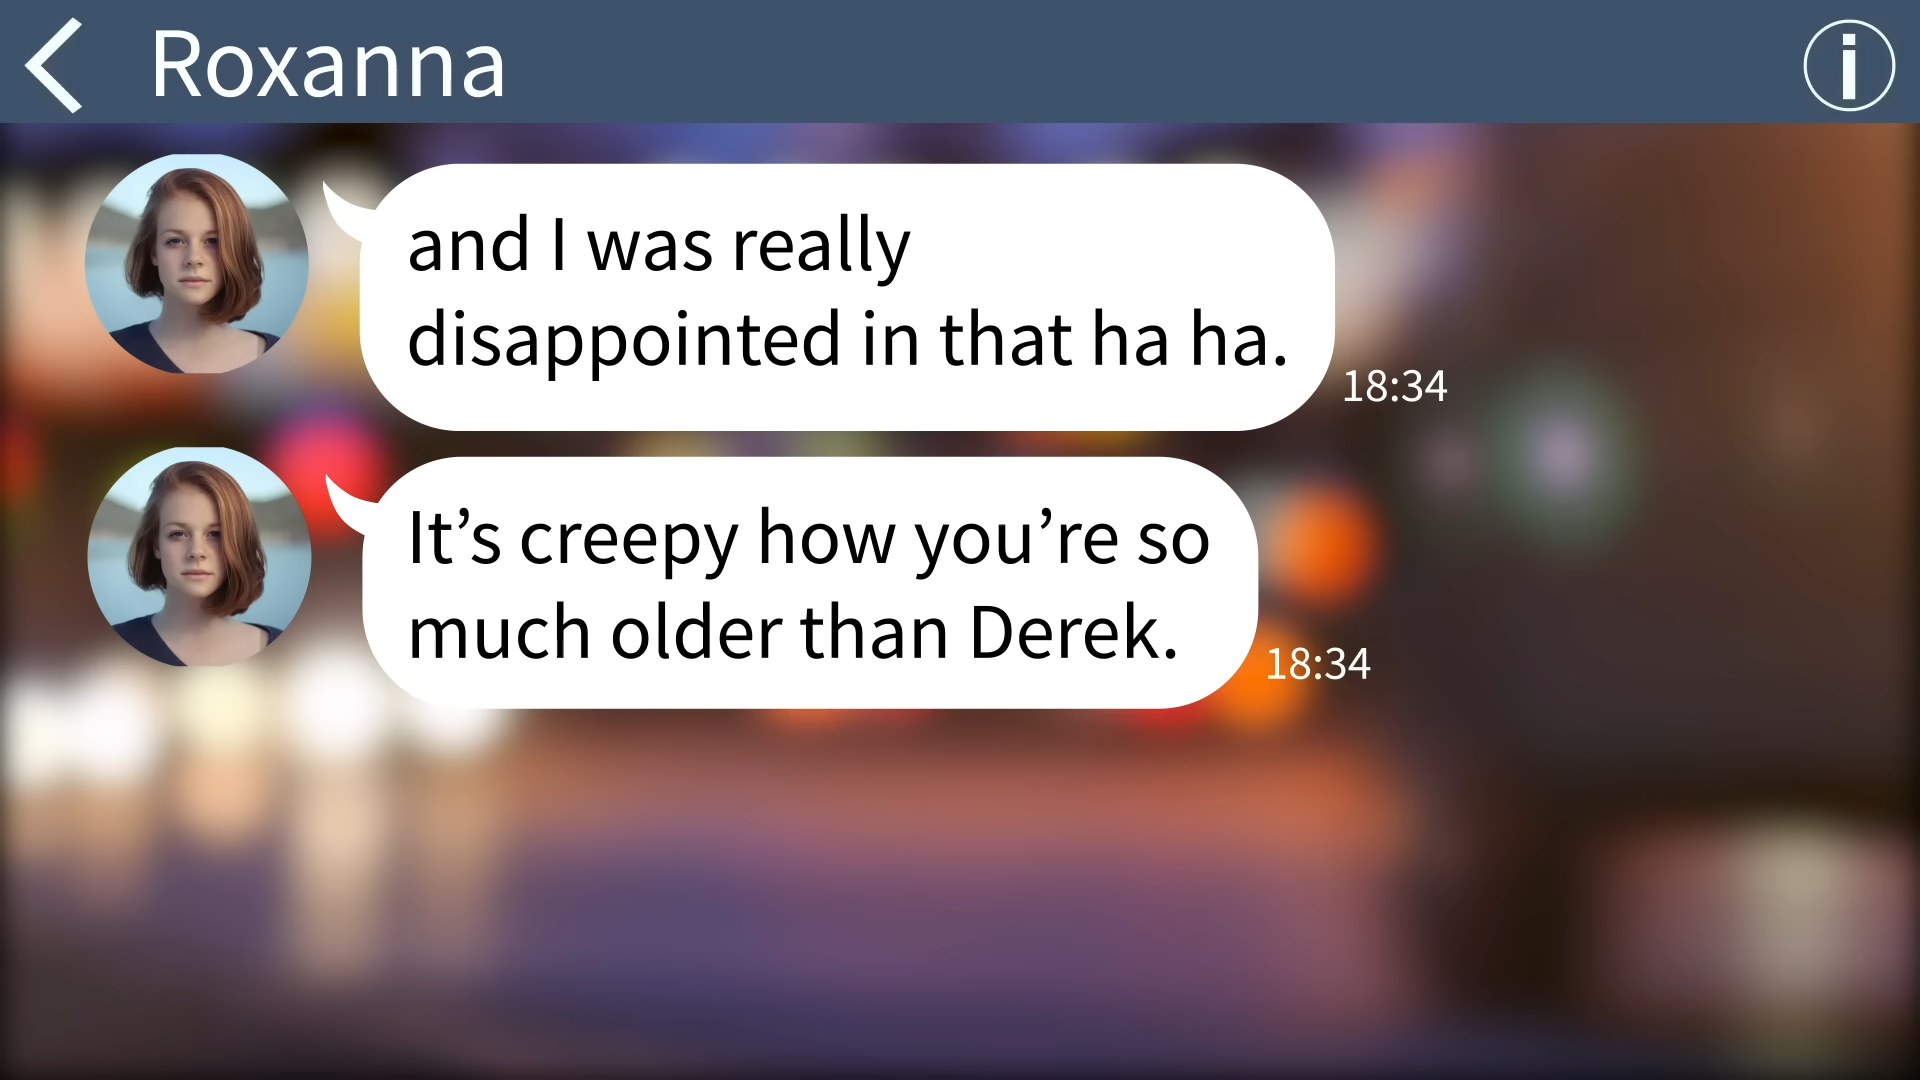 Roxanna
and I was really
disappointed in that ha ha.
18:34
It’s creepy how you’re so
much older than Derek.
18:34